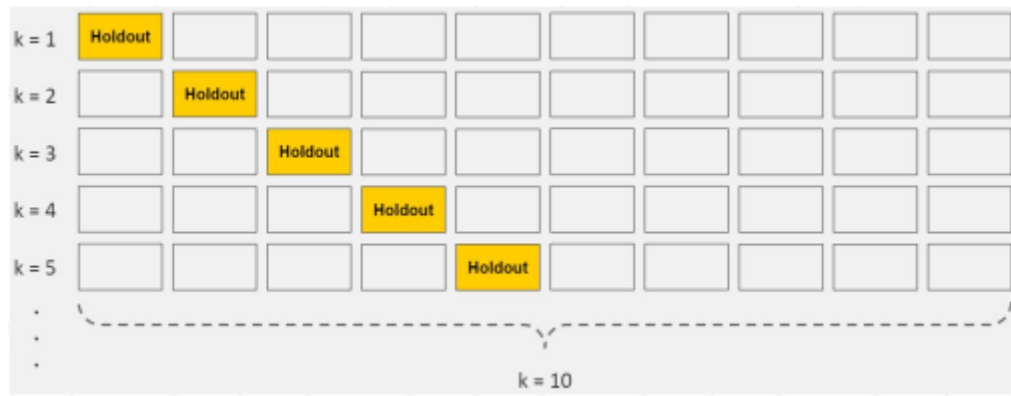 k = 1 Holdout
k = 2 Holdout
k = 3 Holdout
k = 4 Holdout
k = 5 Holdout
.
.
.
k = 10